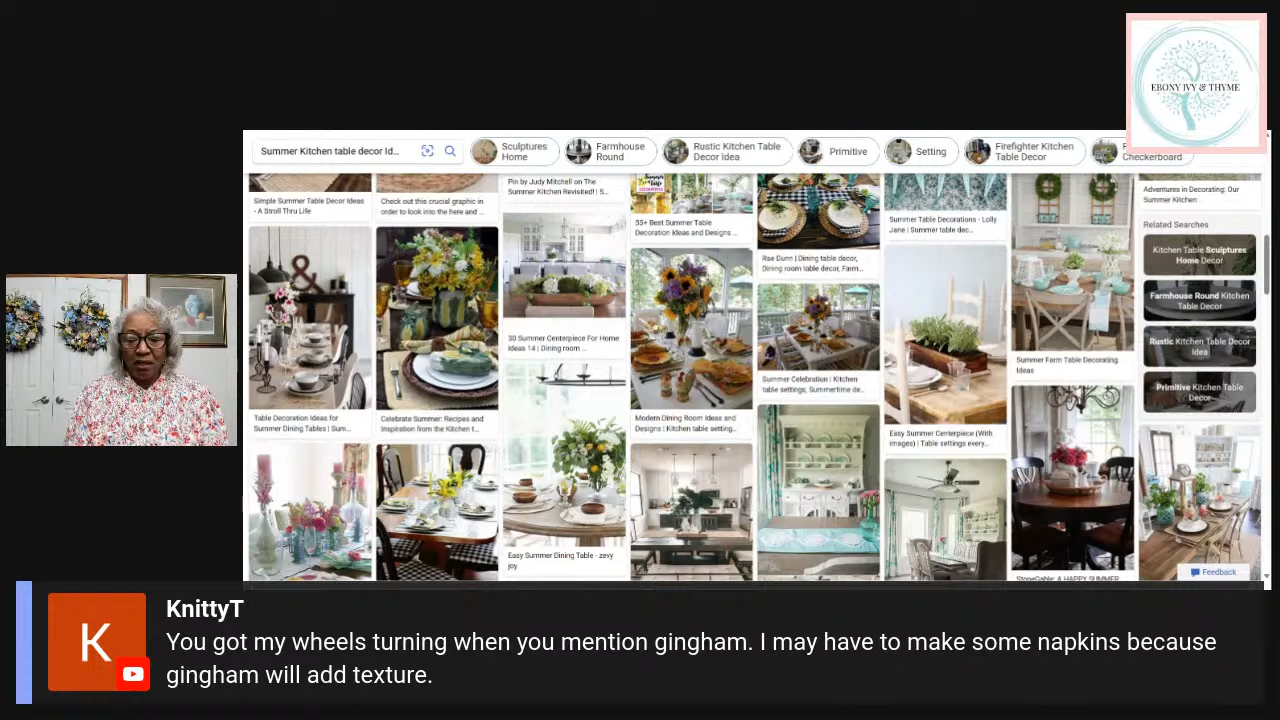 EBONY IVY & THYME
Summer Kitchen table decor Id...
Sculptures
Home
Farmhouse
Round
Rustic Kitchen Table
Decor Idea
Primitive
Setting
Firefighter Kitchen
Table Decor
Checkerboard
Simple Summer Table Decor Ideas
- A Stroll Thru Life
Check out this crucial graphic in
order to look into the here and ...
Pin by Judy Mitchell on The
Summer Kitchen Revisited! | S...
55+ Best Summer Table
Decoration Ideas and Designs ...
Rae Dunn | Dining table decor,
Dining room table decor, Farm...
Summer Table Decorations - Lolly
Jane | Summer table dec...
Adventures in Decorating: Our
Summer Kitchen
Related Searches
Kitchen Table Sculptures
Home Decor
Farmhouse Round Kitchen
Table Decor
Rustic Kitchen Table Decor
Idea
Primitive Kitchen Table
Decor
&
30 Summer Centerpiece For Home
Ideas 14 | Dining room ...
Summer Farm Table Decorating
Ideas
Summer Celebration | Kitchen
table settings, Summertime de...
Table Decoration Ideas for
Summer Dining Tables | Sum...
Celebrate Summer: Recipes and
Inspiration from the Kitchen t...
Modern Dining Room Ideas and
Designs | Kitchen table setting...
Easy Summer Centerpiece (With
images) | Table settings every...
Easy Summer Dining Table - zevy
joy
StoneGable: A HAPPY SUMMER
Feedback
K
KnittyT
You got my wheels turning when you mention gingham. I may have to make some napkins because
gingham will add texture.